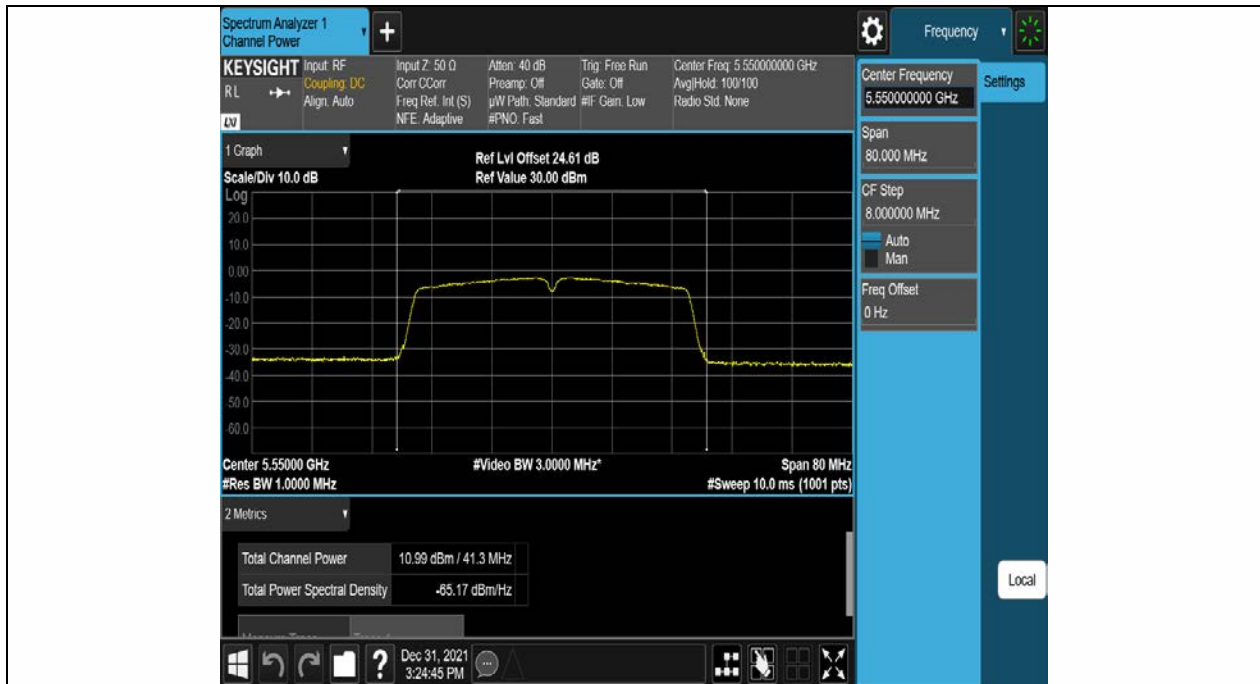 Spectrum Analyzer 1
Channel Power
Frequency
KEYSIGHT
RL
LXI
Input: RF
Coupling: DC
Align: Auto
Input Z: 50 Ω
Corr CCorr
Freq Ref: Int (S)
NFE: Adaptive
Atten: 40 dB
Preamp: Off
µW Path: Standard
#PNO: Fast
Trig: Free Run
Gate: Off
#IF Gain: Low
Center Freq: 5.550000000 GHz
Avg|Hold: 100/100
Radio Std: None
Center Frequency
5.550000000 GHz
Settings
Span
80.000 MHz
CF Step
8.000000 MHz
Auto
Man
Freq Offset
0 Hz
Local
1 Graph
Scale/Div 10.0 dB
Ref Lvl Offset 24.61 dB
Ref Value 30.00 dBm
Log
20.0
10.0
0.00
-10.0
-20.0
-30.0
-40.0
-50.0
-60.0
Center 5.55000 GHz
#Video BW 3.0000 MHz*
Span 80 MHz
#Res BW 1.0000 MHz
#Sweep 10.0 ms (1001 pts)
2 Metrics
Total Channel Power 10.99 dBm / 41.3 MHz
Total Power Spectral Density -65.17 dBm/Hz
Dec 31, 2021
3:24:45 PM